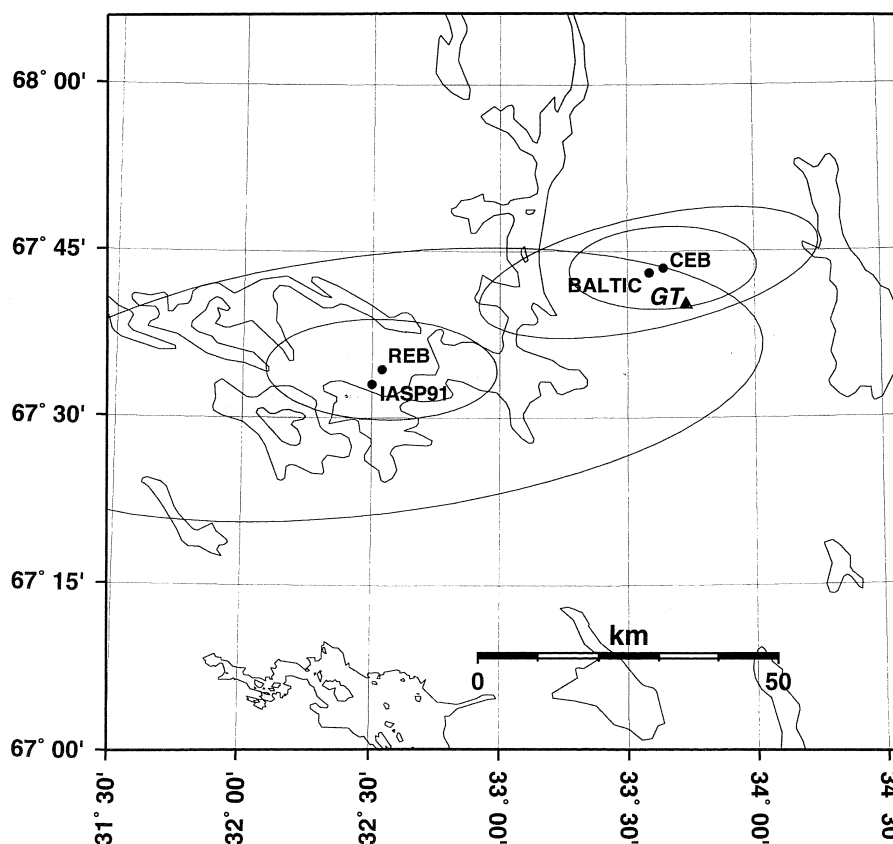 68° 00'
67° 45'
67° 30'
67° 15'
67° 00'
CEB
BALTIC
GT
REB
IASP91
km
0
50
31° 30'
32° 00'
32° 30'
33° 00'
33° 30'
34° 00'
34° 30'